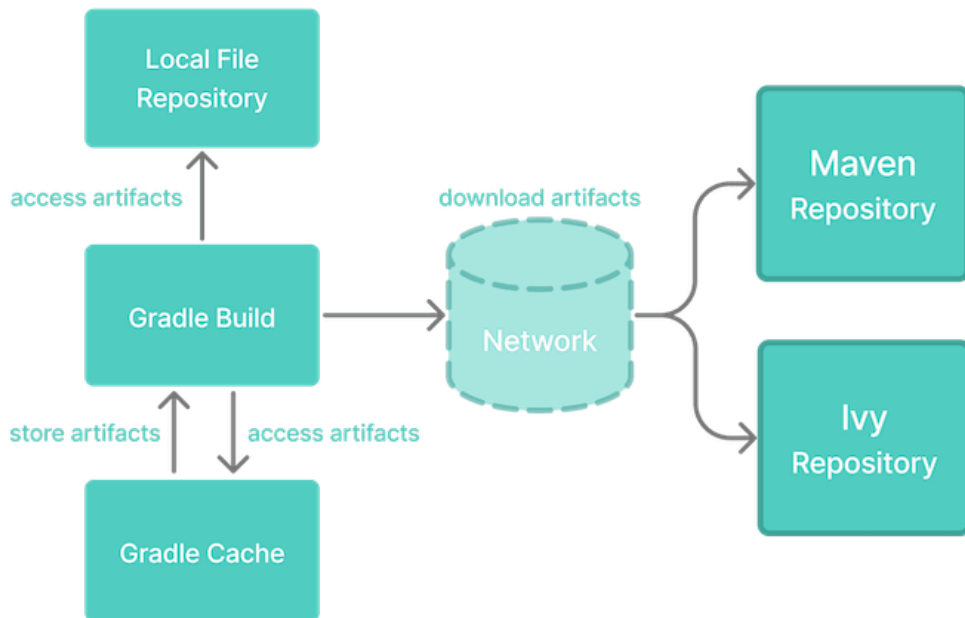 Local File
Repository
access artifacts
download artifacts
Maven
Repository
Gradle Build
Network
store artifacts
access artifacts
Ivy
Repository
Gradle Cache